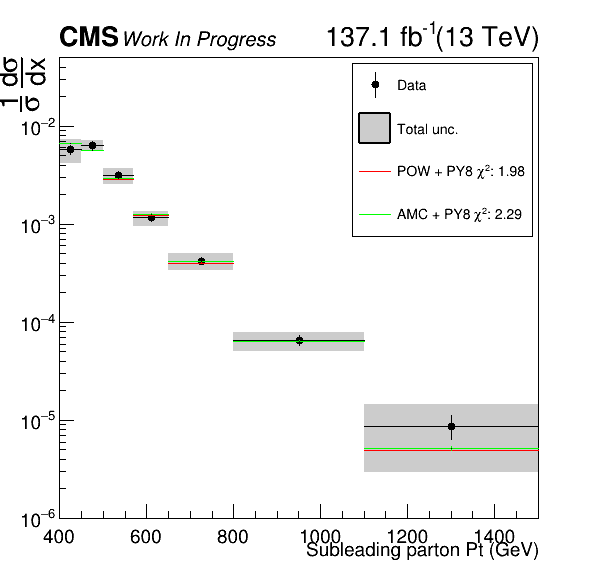 CMS Work In Progress 137.1 fb⁻¹(13 TeV)
1/σ dσ/dx
Data
Total unc.
POW + PY8 χ²: 1.98
AMC + PY8 χ²: 2.29
10⁻²
10⁻³
10⁻⁴
10⁻⁵
10⁻⁶
400 600 800 1000 1200 1400
Subleading parton Pt (GeV)